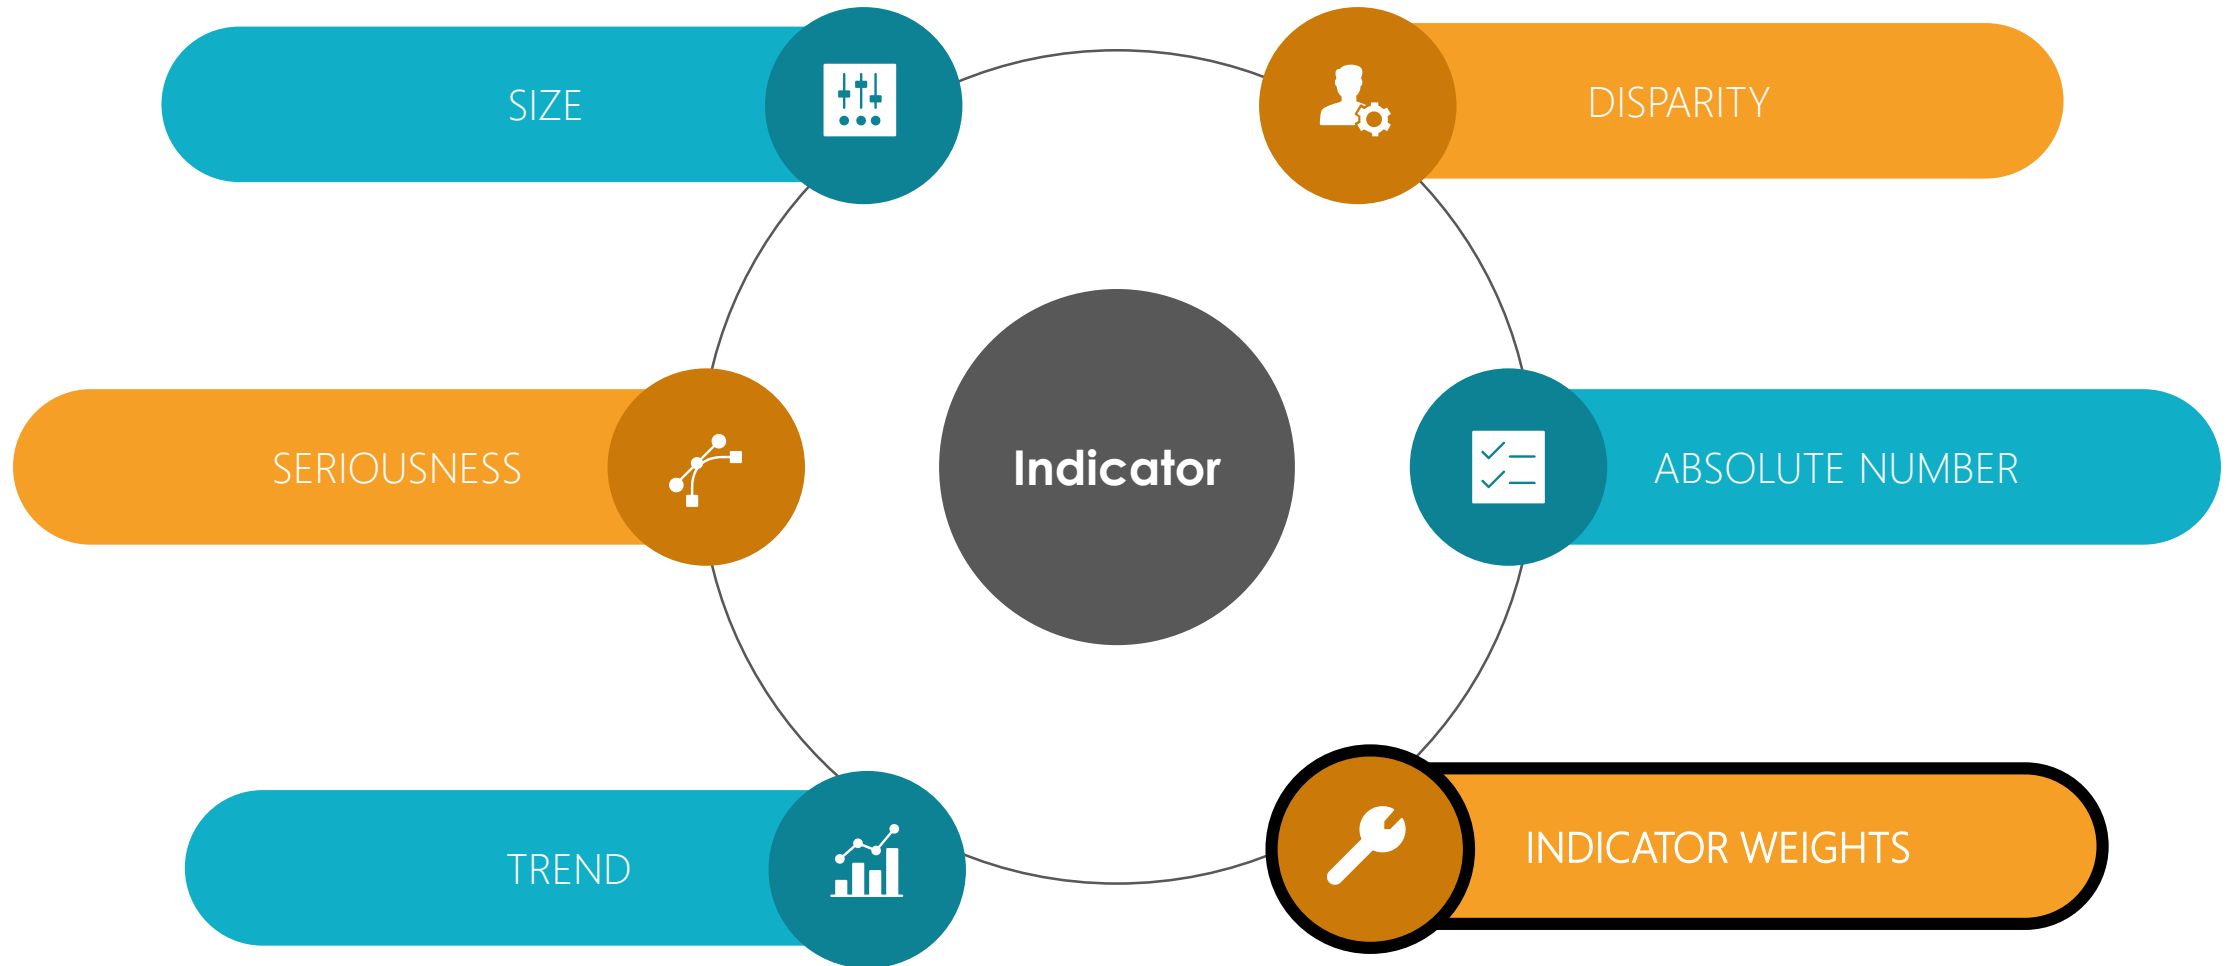 SIZE
DISPARITY
SERIOUSNESS
Indicator
ABSOLUTE NUMBER
TREND
INDICATOR WEIGHTS